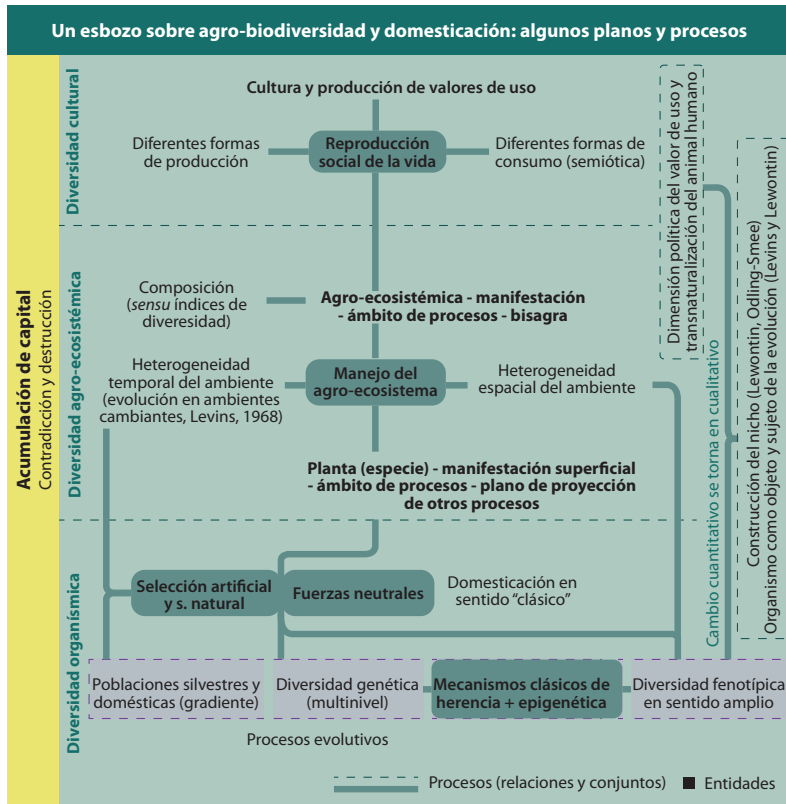 Un esbozo sobre agro-biodiversidad y domesticación: algunos planos y procesos
Acumulación de capital
Contradicción y destrucción
Diversidad cultural
Cultura y producción de valores de uso
Diferentes formas
de producción
Reproducción
social de la vida
Diferentes formas de
consumo (semiótica)
Dimensión política del valor de uso y
transnaturalización del animal humano
Diversidad agro-ecosistémica
Composición
(sensu índices de
diveresidad)
Agro-ecosistémica - manifestación
- ámbito de procesos - bisagra
Heterogeneidad
temporal del ambiente
(evolución en ambientes
cambiantes, Levins, 1968)
Manejo del
agro-ecosistema
Heterogeneidad
espacial del ambiente
Planta (especie) - manifestación superficial
- ámbito de procesos - plano de proyección
de otros procesos
Cambio cuantitativo se torna en cualitativo
Construcción del nicho (Lewontin, Odling-Smee)
Organismo como objeto y sujeto de la evolución (Levins y Lewontin)
Diversidad organísmica
Selección artificial
y s. natural
Fuerzas neutrales
Domesticación en
sentido “clásico”
Poblaciones silvestres y
domésticas (gradiente)
Diversidad genética
(multinivel)
Mecanismos clásicos de
herencia + epigenética
Diversidad fenotípica
en sentido amplio
Procesos evolutivos
Procesos (relaciones y conjuntos)
Entidades